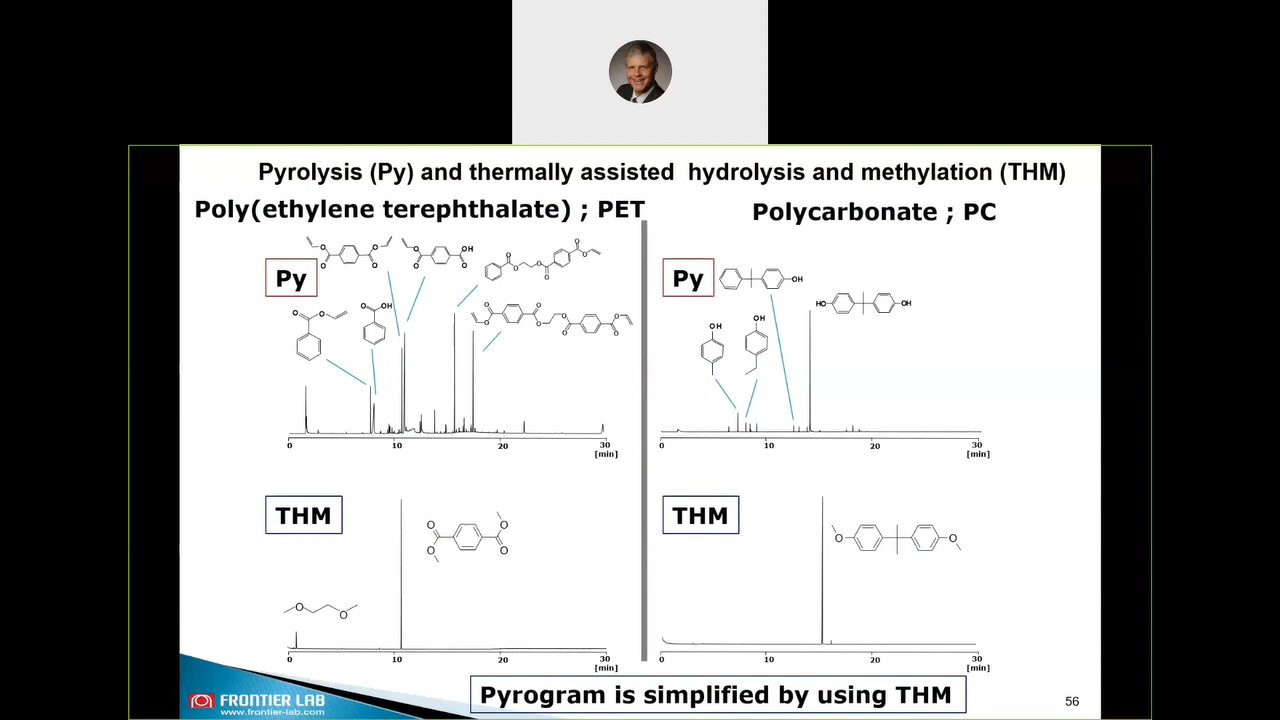 Pyrolysis (Py) and thermally assisted hydrolysis and methylation (THM)
Poly(ethylene terephthalate) ; PET
Polycarbonate ; PC
Py
O
O
O
O
O
O
OH
O
O
O
O
O
O
O
O
O
OH
O
O
O
O
O
O
O
O
0
10
20
30
[min]
Py
OH
HO
OH
OH
OH
0
10
20
30
[min]
THM
O
O
O
O
O
O
0
10
20
30
[min]
THM
O
O
0
10
20
30
[min]
FRONTIER LAB
www.frontier-lab.com
Pyrogram is simplified by using THM
56